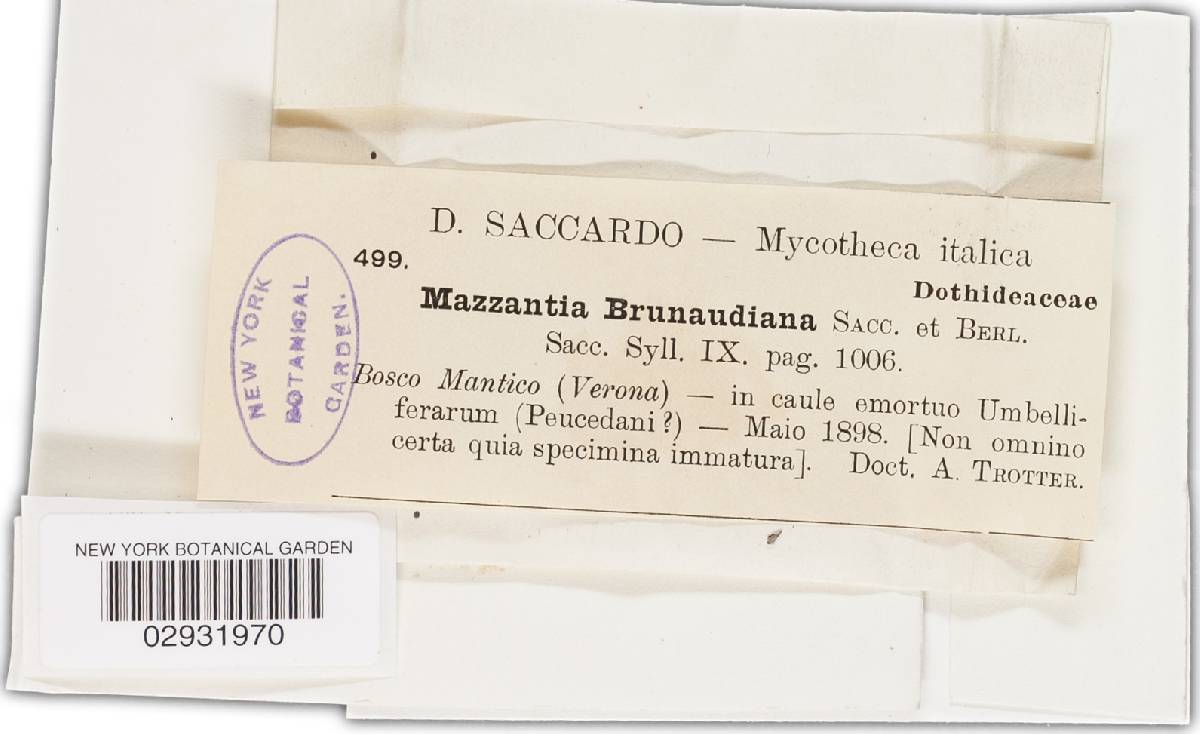 D. SACCARDO — Mycotheca italica
499.
Dothideaceae
Mazzantia Brunaudiana SACC. et BERL.
Sacc. Syll. IX. pag. 1006.
Bosco Mantico (Verona) — in caule emortuo Umbelli-
ferarum (Peucedani?) — Maio 1898. [Non omnino
certa quia specimina immatura]. Doct. A. TROTTER.
NEW YORK
BOTANICAL
GARDEN.
NEW YORK BOTANICAL GARDEN
02931970